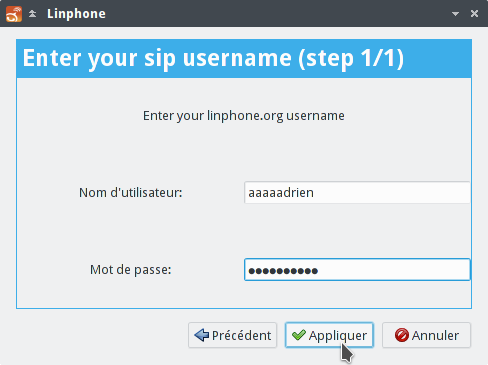 Linphone
Enter your sip username (step 1/1)
Enter your linphone.org username
Nom d'utilisateur: aaaaadrien
Mot de passe: ●●●●●●●●●●
Précédent Appliquer Annuler